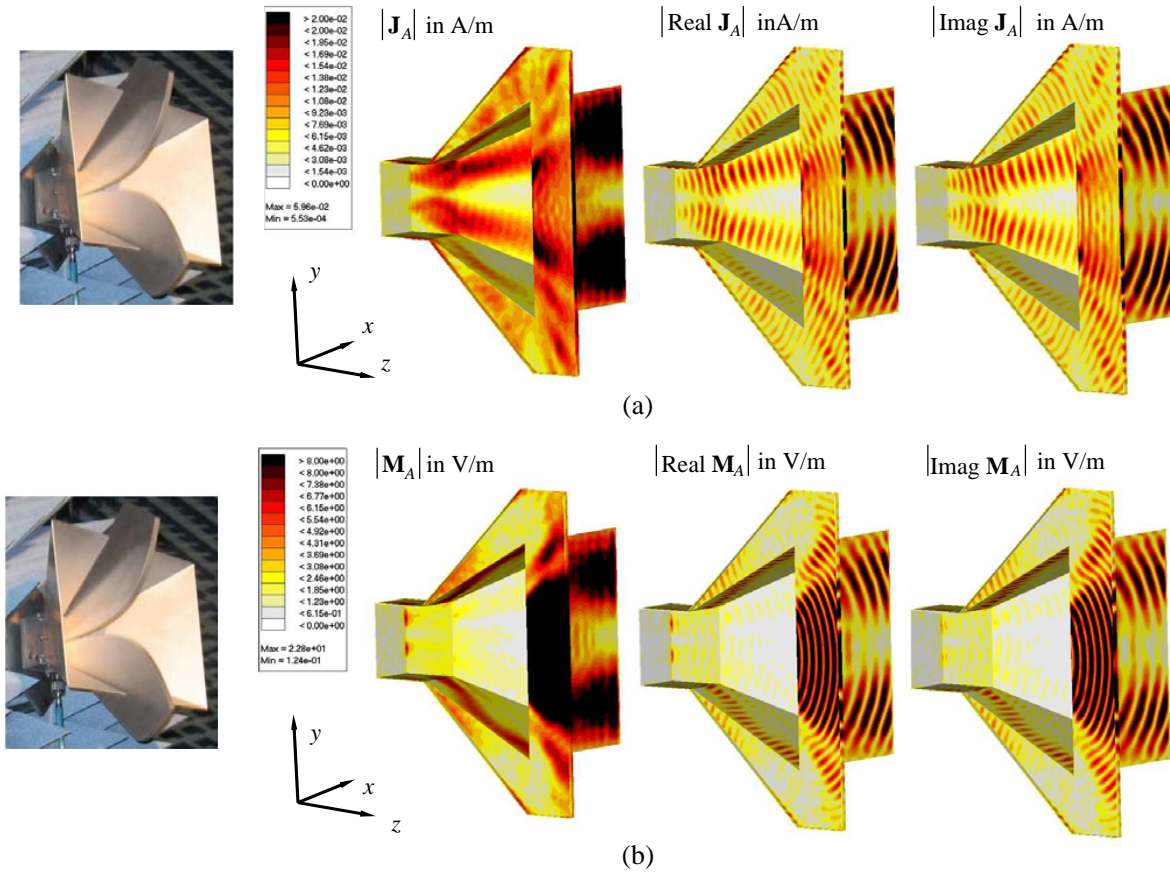 |J_A| in A/m
|Real J_A| inA/m
|Imag J_A| in A/m
> 2.00e-02
< 2.00e-02
< 1.85e-02
< 1.69e-02
< 1.54e-02
< 1.38e-02
< 1.23e-02
< 1.08e-02
< 9.23e-03
< 7.69e-03
< 6.15e-03
< 4.62e-03
< 3.08e-03
< 1.54e-03
< 0.00e+00
Max = 5.96e-02
Min = 5.53e-04
y
x
z
(a)
|M_A| in V/m
|Real M_A| in V/m
|Imag M_A| in V/m
> 8.00e+00
< 8.00e+00
< 7.38e+00
< 6.77e+00
< 6.15e+00
< 5.54e+00
< 4.92e+00
< 4.31e+00
< 3.69e+00
< 3.08e+00
< 2.46e+00
< 1.85e+00
< 1.23e+00
< 6.15e-01
< 0.00e+00
Max = 2.28e+01
Min = 1.24e-01
y
x
z
(b)